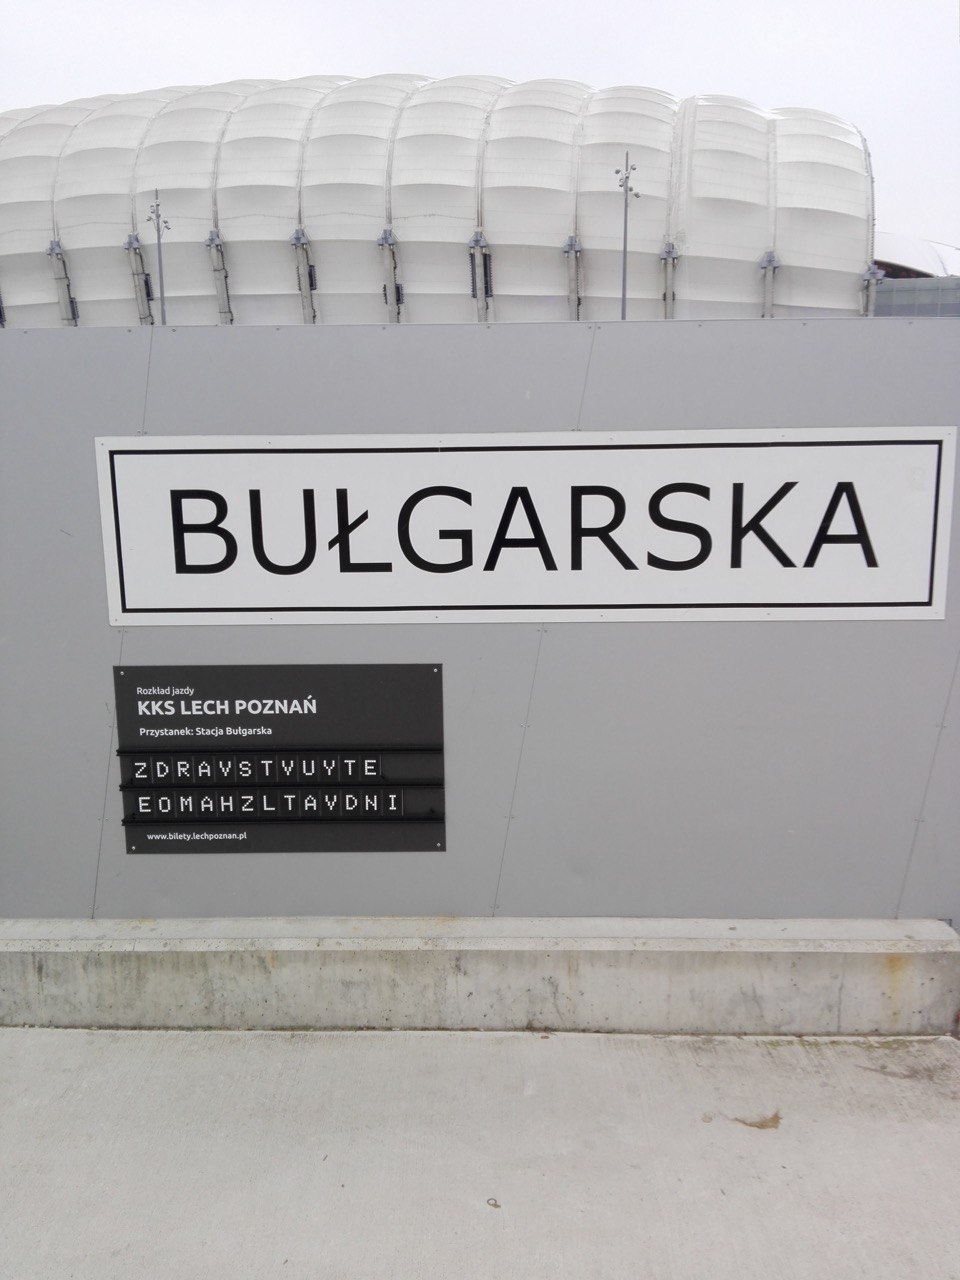 BUŁGARSKA
Rozkład jazdy
KKS LECH POZNAŃ
Przystanek: Stacja Bułgarska
ZDRAVSTVUYTE
EOMAHZLTAVDNI
www.bilety.lechpoznan.pl